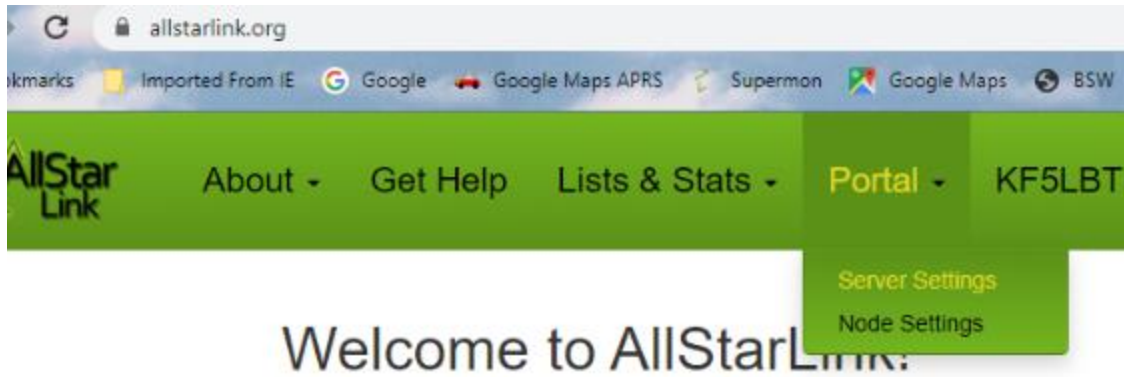 allstarlink.org
okmarks Imported From IE Google Google Maps APRS Supermon Google Maps BSW
AllStar Link About Get Help Lists & Stats Portal KF5LBT
Server Settings
Node Settings
Welcome to AllStarLink!